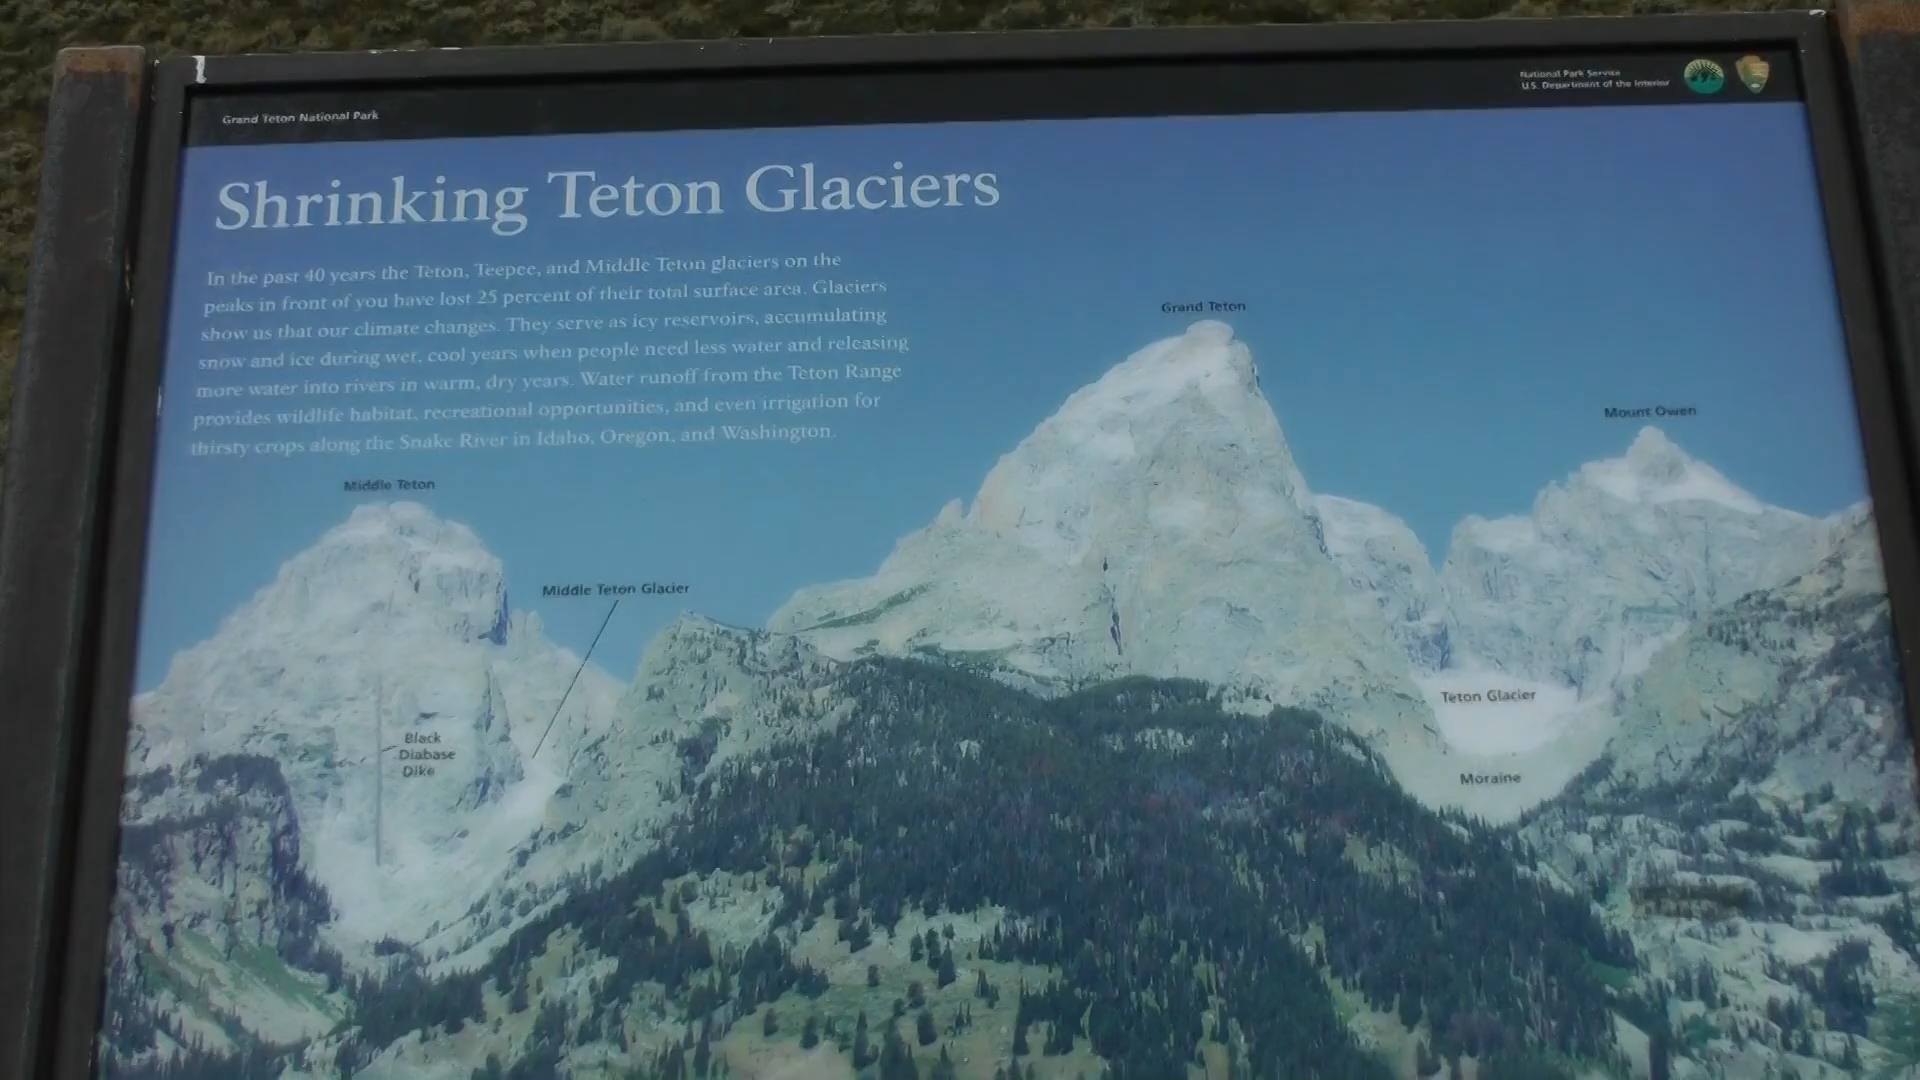 Grand Teton National Park
National Park Service
U.S. Department of the Interior
Shrinking Teton Glaciers
In the past 40 years the Teton, Teepee, and Middle Teton glaciers on the
peaks in front of you have lost 25 percent of their total surface area. Glaciers
show us that our climate changes. They serve as icy reservoirs, accumulating
snow and ice during wet, cool years when people need less water and releasing
more water into rivers in warm, dry years. Water runoff from the Teton Range
provides wildlife habitat, recreational opportunities, and even irrigation for
thirsty crops along the Snake River in Idaho, Oregon, and Washington.
Grand Teton
Mount Owen
Middle Teton
Middle Teton Glacier
Teton Glacier
Black
Diabase
Dike
Moraine